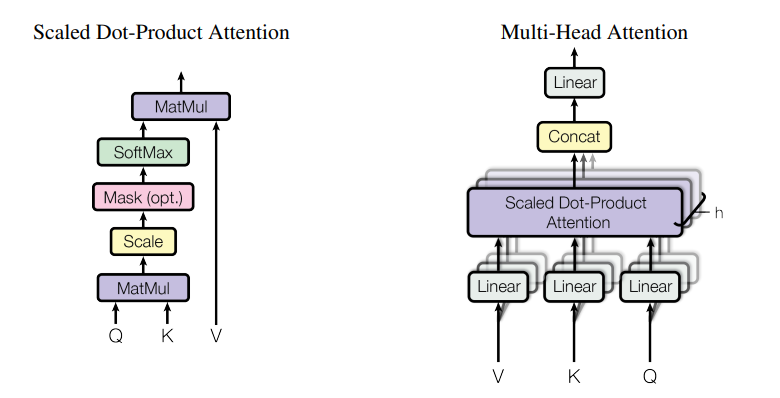 Scaled Dot-Product Attention
MatMul
SoftMax
Mask (opt.)
Scale
MatMul
Q K V
Multi-Head Attention
Linear
Concat
Scaled Dot-Product
Attention
h
Linear Linear Linear
V K Q